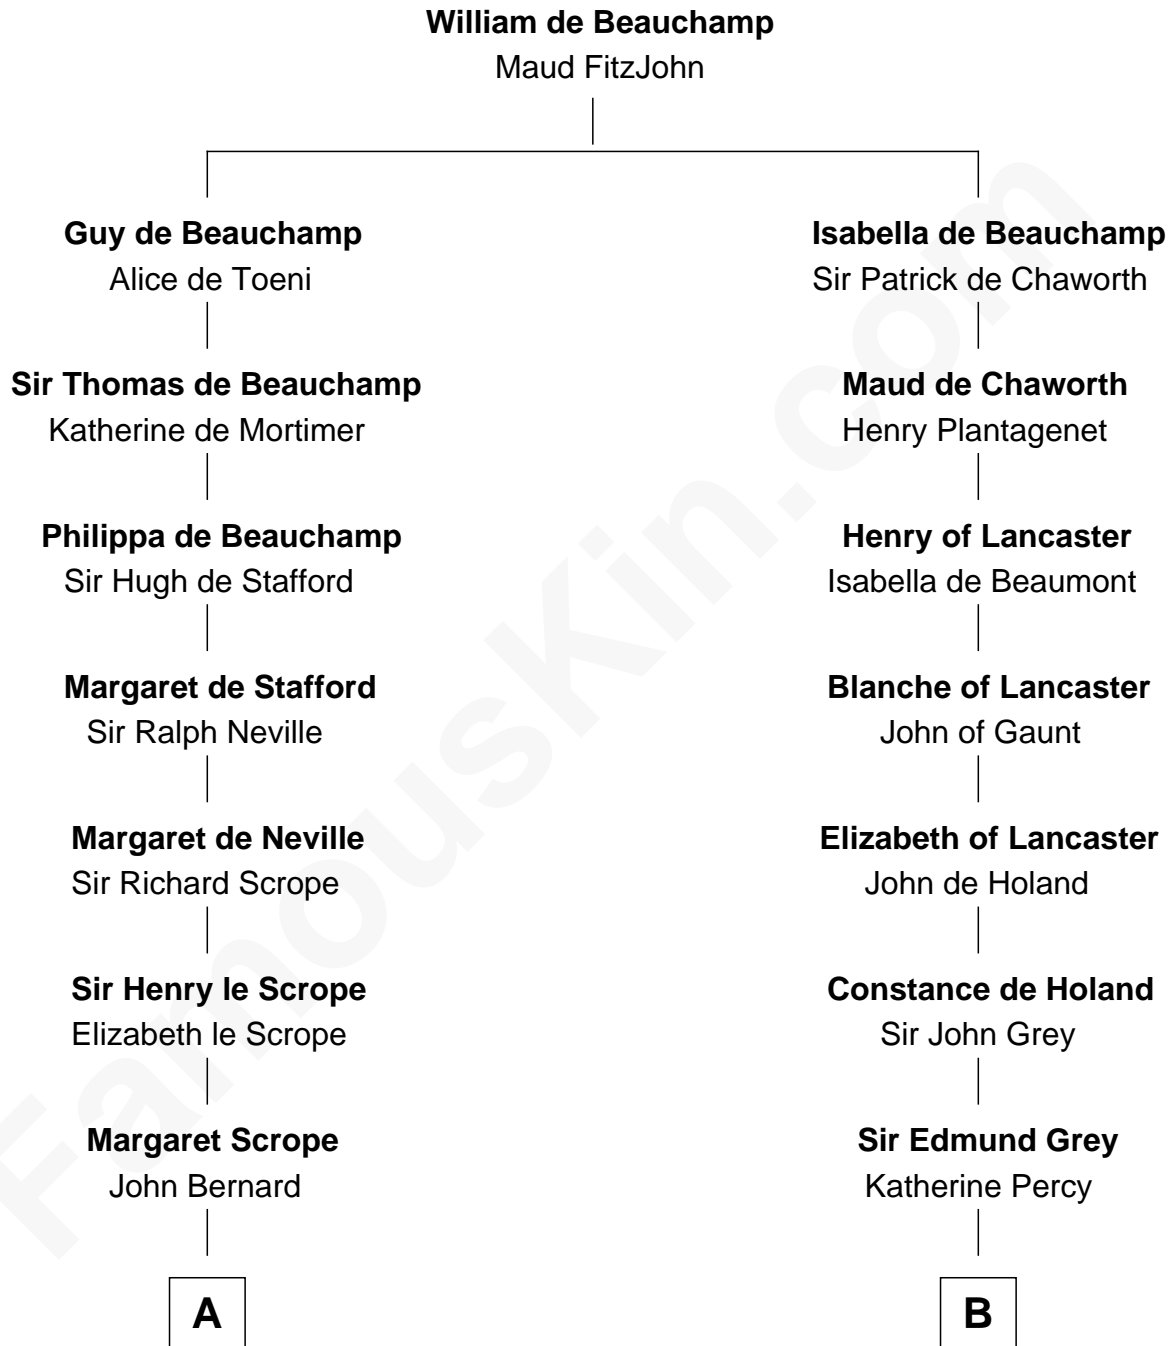 William de Beauchamp
Maud FitzJohn
Guy de Beauchamp
Alice de Toeni
Sir Thomas de Beauchamp
Katherine de Mortimer
Philippa de Beauchamp
Sir Hugh de Stafford
Margaret de Stafford
Sir Ralph Neville
Margaret de Neville
Sir Richard Scrope
Sir Henry le Scrope
Elizabeth le Scrope
Margaret Scrope
John Bernard
A
Isabella de Beauchamp
Sir Patrick de Chaworth
Maud de Chaworth
Henry Plantagenet
Henry of Lancaster
Isabella de Beaumont
Blanche of Lancaster
John of Gaunt
Elizabeth of Lancaster
John de Holand
Constance de Holand
Sir John Grey
Sir Edmund Grey
Katherine Percy
B
FamousKin.com